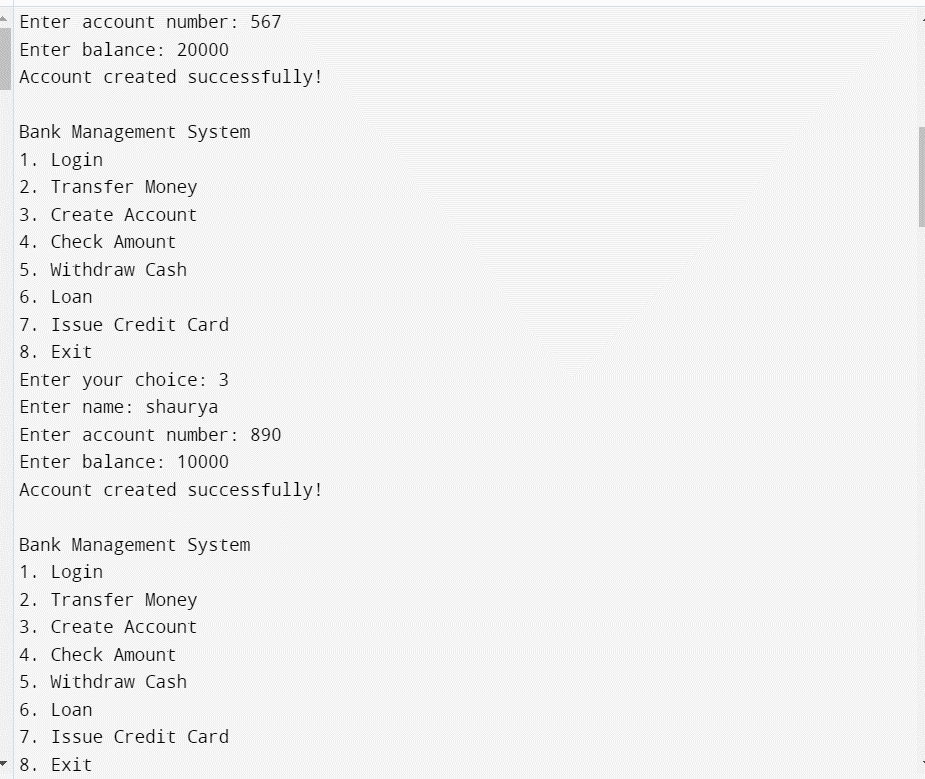 Enter account number: 567
Enter balance: 20000
Account created successfully!
Bank Management System
1. Login
2. Transfer Money
3. Create Account
4. Check Amount
5. Withdraw Cash
6. Loan
7. Issue Credit Card
8. Exit
Enter your choice: 3
Enter name: shaurya
Enter account number: 890
Enter balance: 10000
Account created successfully!
Bank Management System
1. Login
2. Transfer Money
3. Create Account
4. Check Amount
5. Withdraw Cash
6. Loan
7. Issue Credit Card
8. Exit